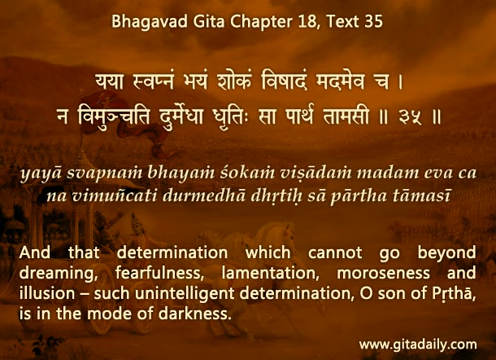 Bhagavad Gita Chapter 18, Text 35
यया स्वप्नं भयं शोकं विषादं मदमेव च ।
न विमुञ्चति दुर्मेधा धृतिः सा पार्थ तामसी ॥ ३५ ॥
yayā svapnaṁ bhayaṁ śokaṁ viṣādaṁ madam eva ca
na vimuñcati durmedhā dhṛtiḥ sā pārtha tāmasī
And that determination which cannot go beyond
dreaming, fearfulness, lamentation, moroseness and
illusion – such unintelligent determination, O son of Pṛthā,
is in the mode of darkness.
www.gitadaily.com